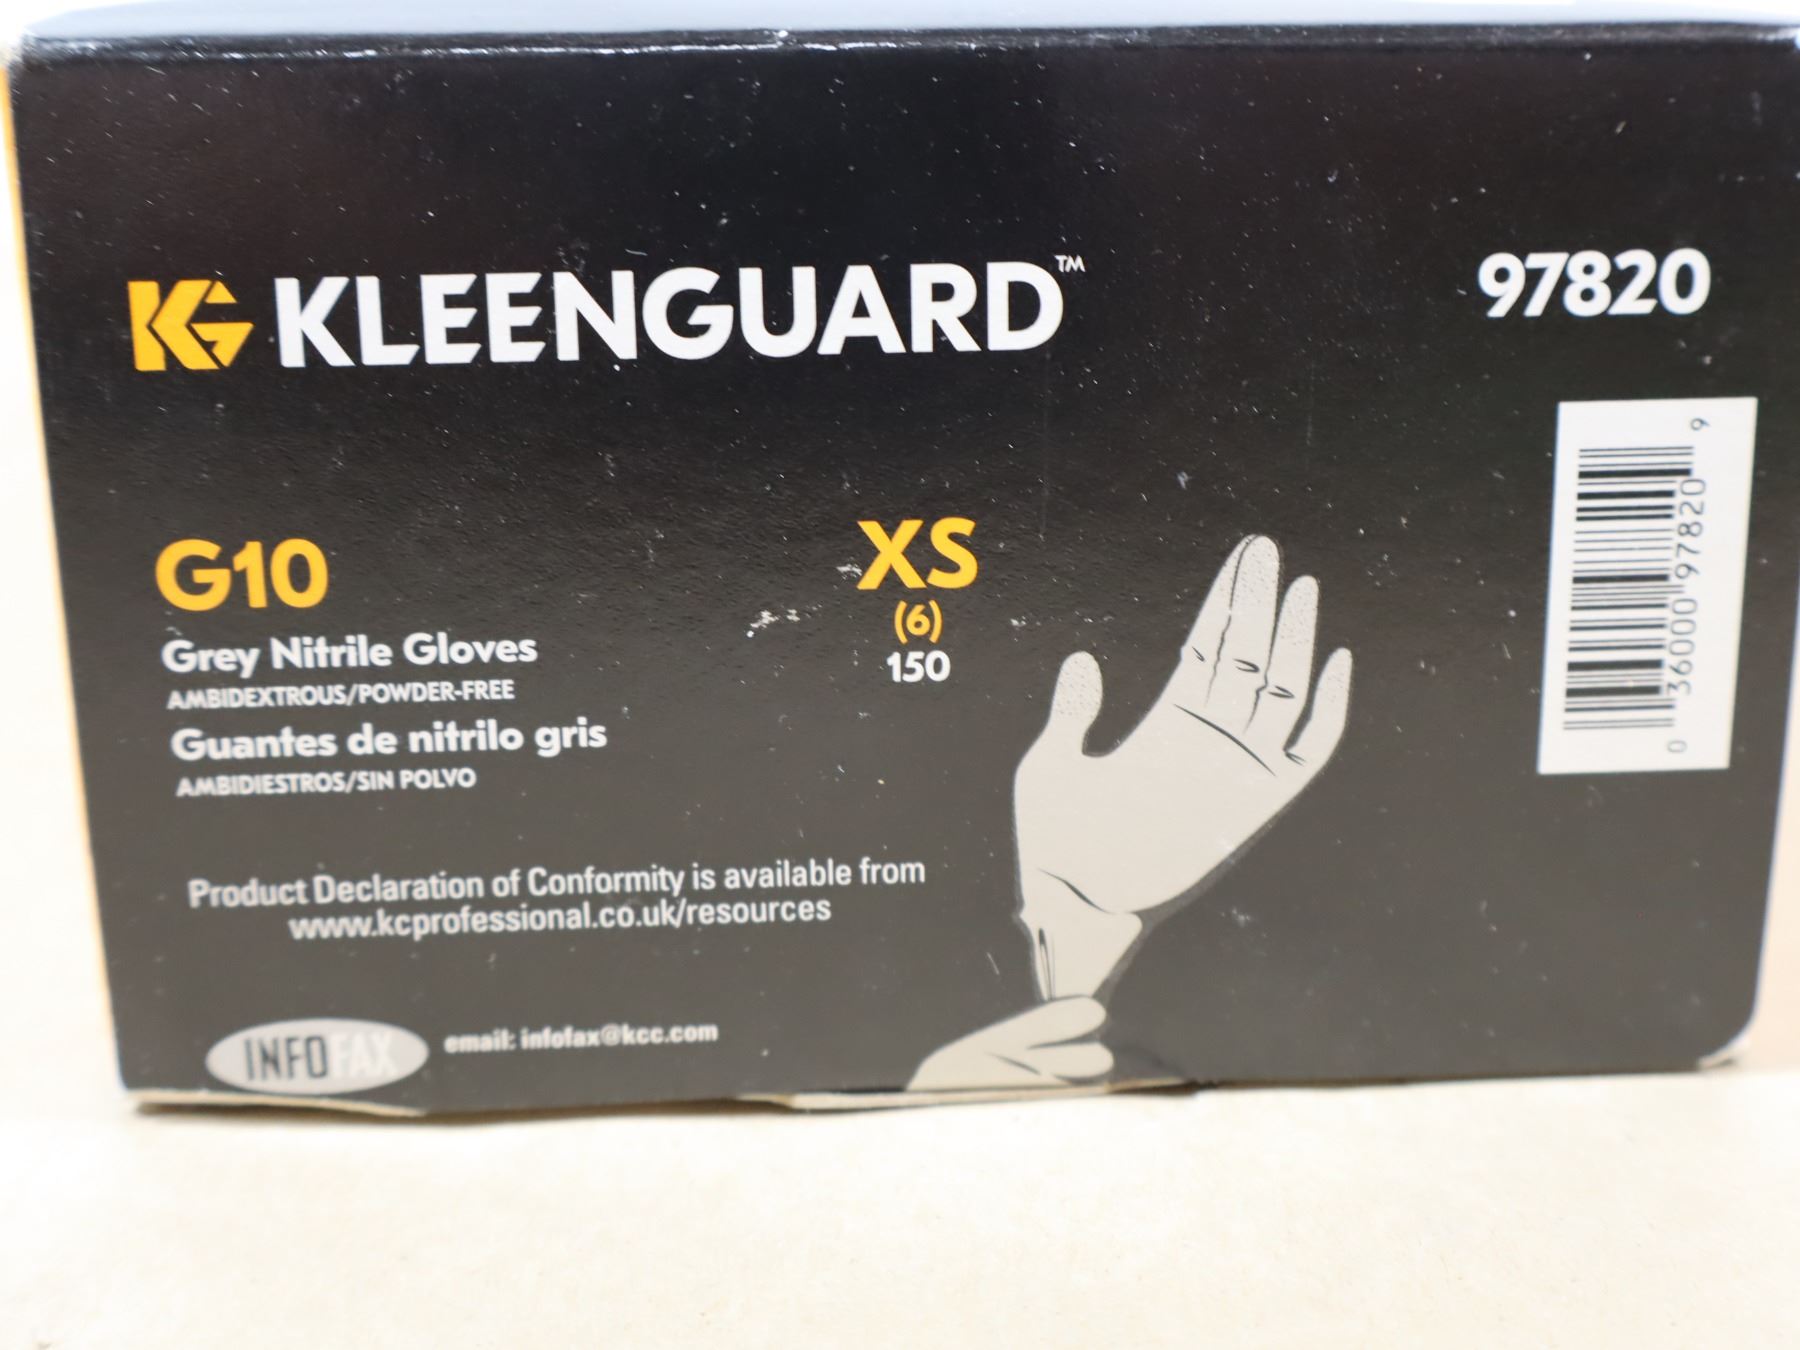 KG KLEENGUARD™
97820
G10
Grey Nitrile Gloves
AMBIDEXTROUS/POWDER-FREE
Guantes de nitrilo gris
AMBIDIESTROS/SIN POLVO
XS
(6)
150
Product Declaration of Conformity is available from
www.kcprofessional.co.uk/resources
INFOFAX
email: infofax@kcc.com
0 36000 97820 9